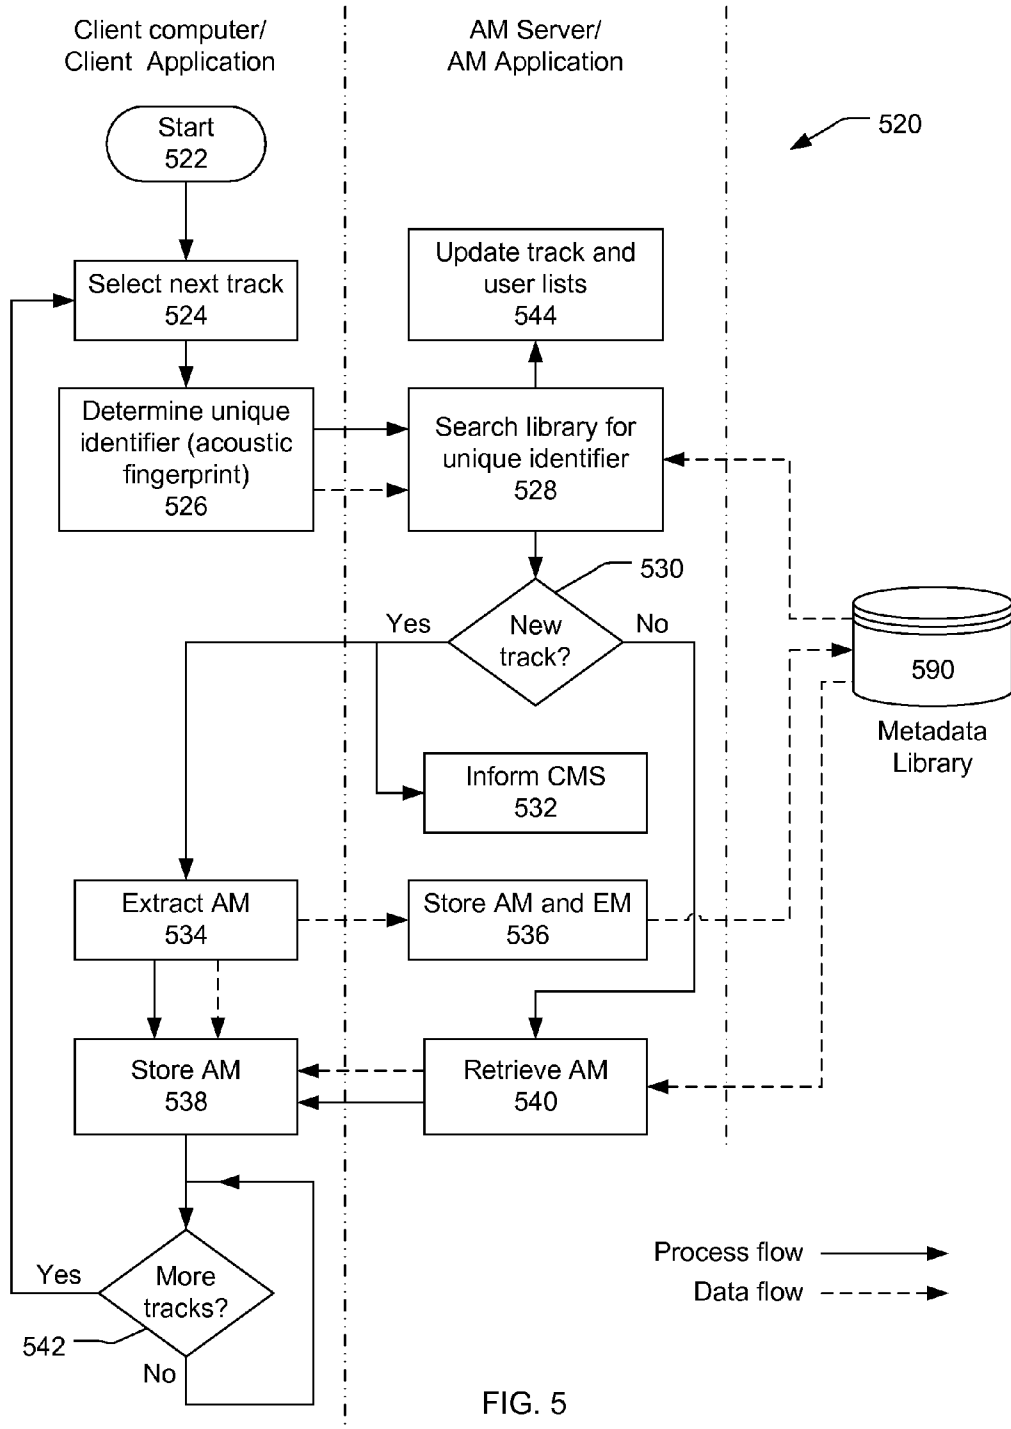 Client computer/
Client Application
AM Server/
AM Application
520
Start
522
Select next track
524
Update track and
user lists
544
Determine unique
identifier (acoustic
fingerprint)
526
Search library for
unique identifier
528
530
New
track?
Yes
No
590
Metadata
Library
Inform CMS
532
Extract AM
534
Store AM and EM
536
Store AM
538
Retrieve AM
540
More
tracks?
Yes
542
No
Process flow
Data flow
FIG. 5